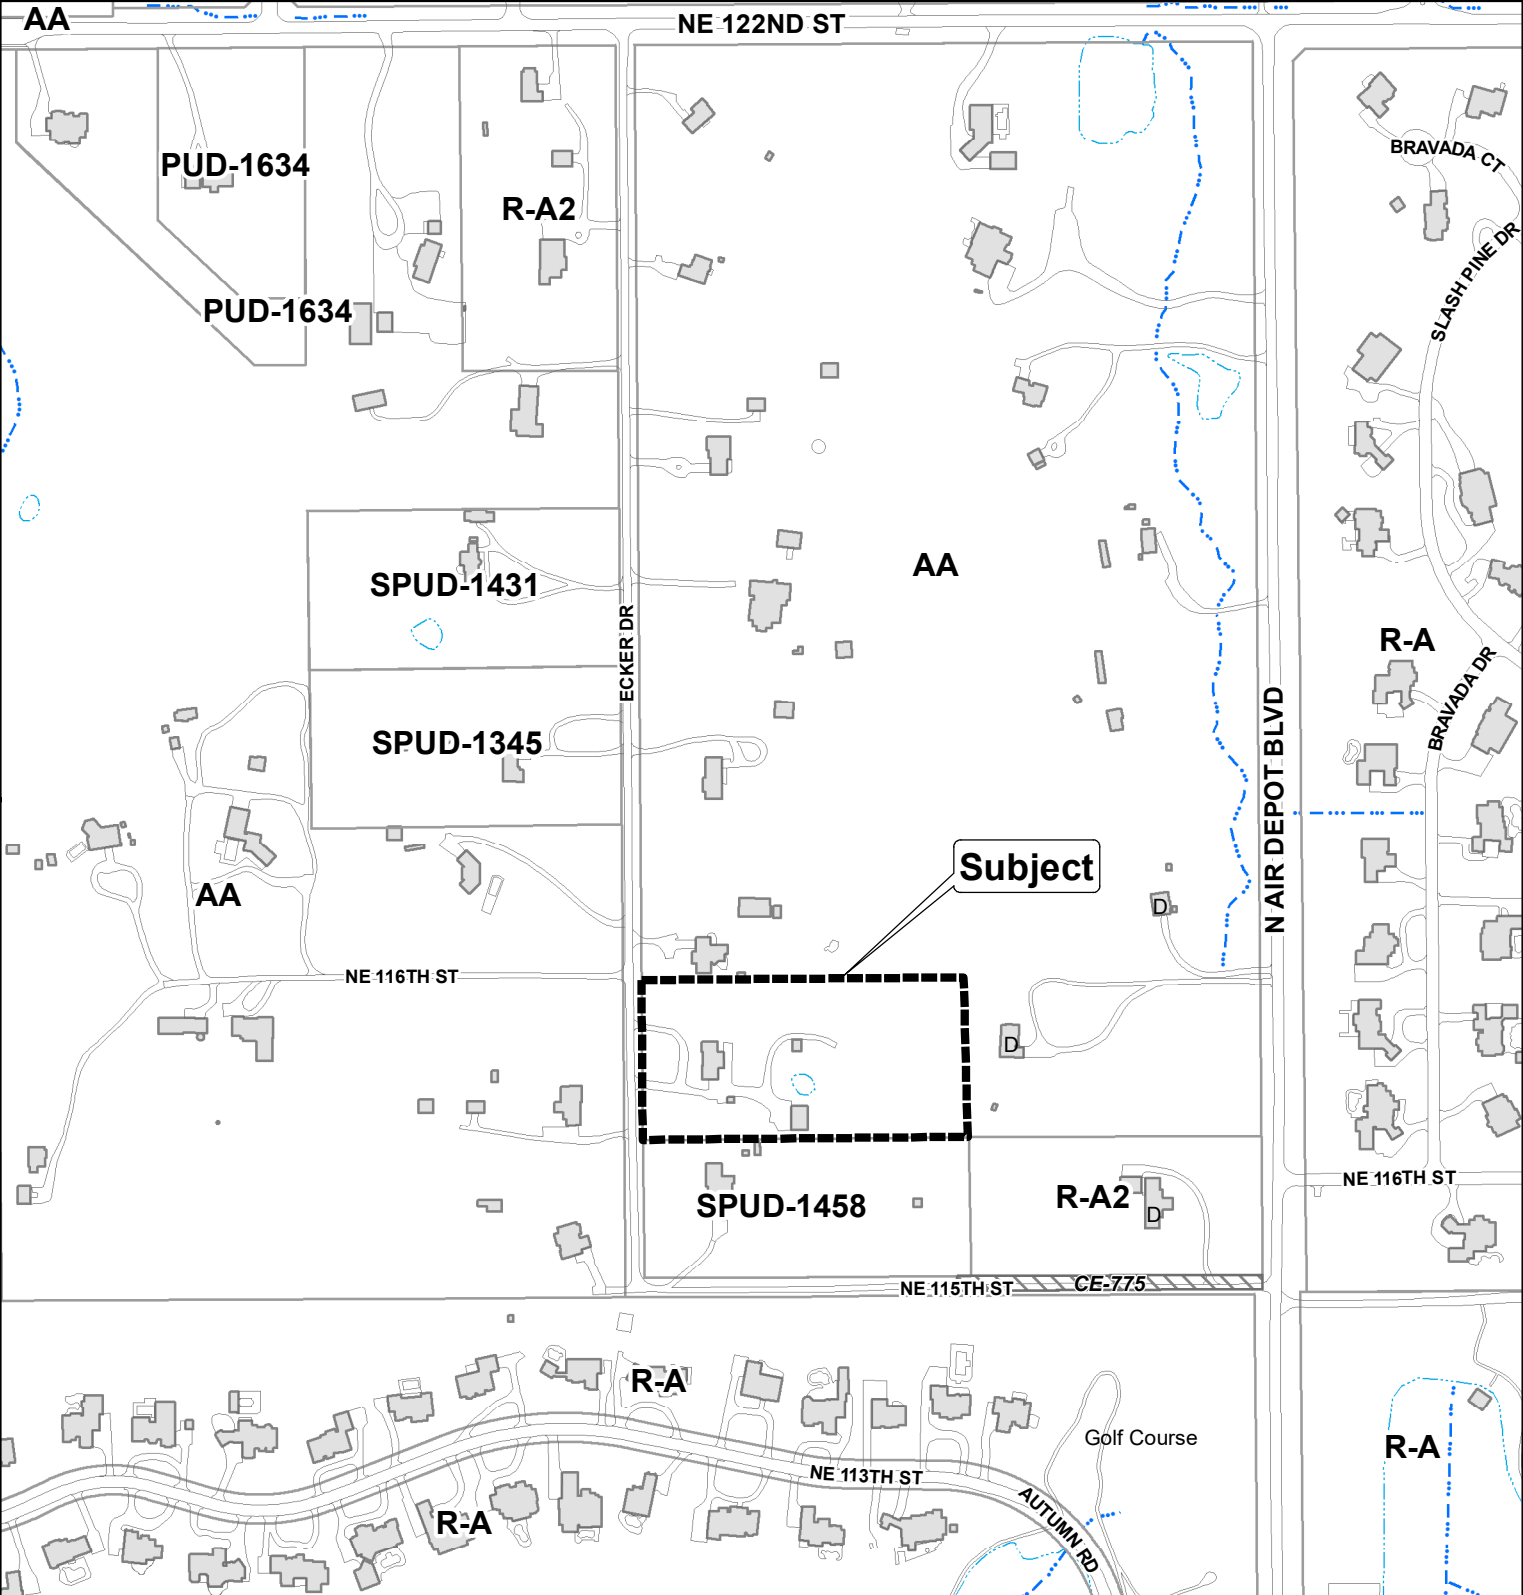 AA
NE 122ND ST
BRAVADA CT
PUD-1634
R-A2
SLASH PINE DR
PUD-1634
AA
SPUD-1431
ECKER DR
R-A
BRAVADA DR
SPUD-1345
N AIR DEPOT BLVD
Subject
AA
D
NE 116TH ST
D
NE 116TH ST
SPUD-1458
R-A2
D
NE 115TH ST
CE-775
R-A
Golf Course
R-A
NE 113TH ST
R-A
AUTUMN RD